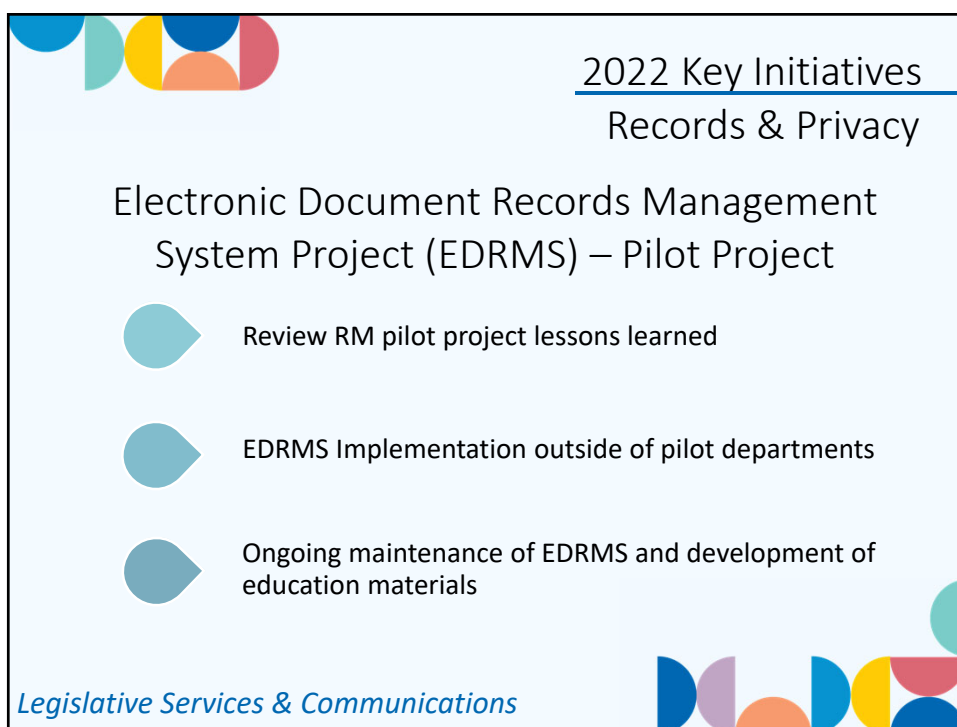 2022 Key Initiatives
Records & Privacy
Electronic Document Records Management
System Project (EDRMS) – Pilot Project
Review RM pilot project lessons learned
EDRMS Implementation outside of pilot departments
Ongoing maintenance of EDRMS and development of
education materials
Legislative Services & Communications